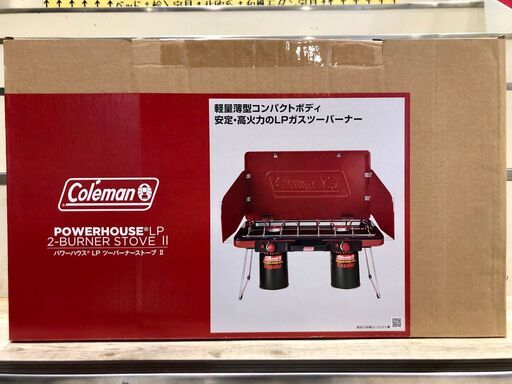 軽量薄型コンパクトボディ
安定・高火力のLPガスツーバーナー
Coleman
Coleman
POWERHOUSE®LP
2-BURNER STOVE II
パワーハウス® LP ツーバーナーストーブ II